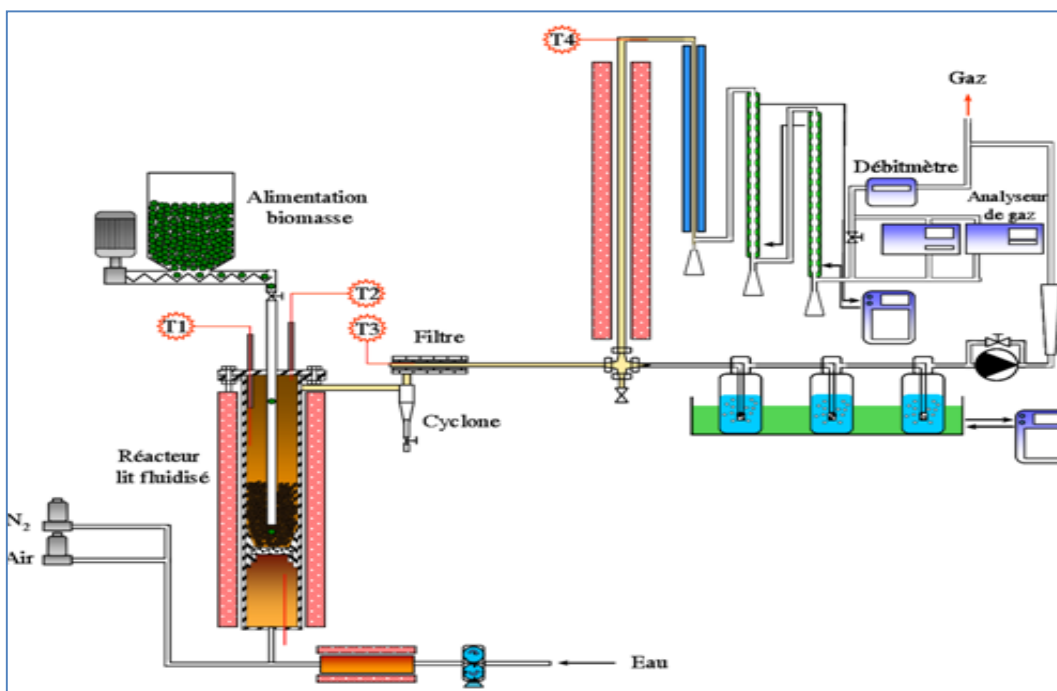 T4
Gaz
Débitmètre
Analyseur
de gaz
Alimentation
biomasse
T2
T1
T3
Filtre
Cyclone
Réacteur
lit fluidisé
N₂
Air
Eau